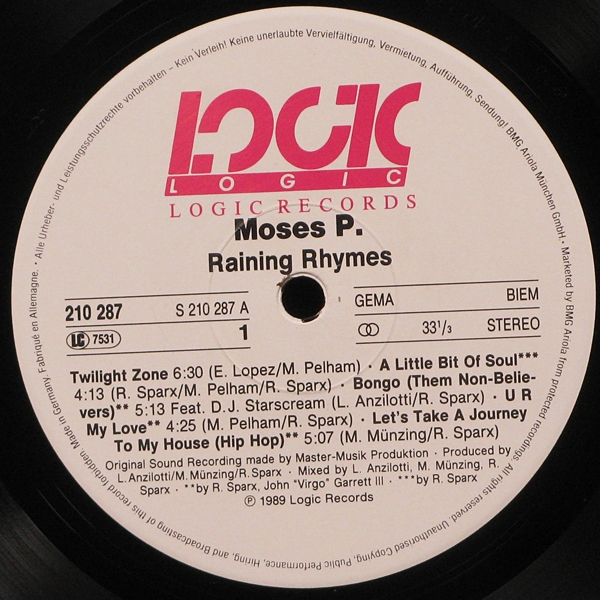 LOGIC
LOGIC
LOGIC RECORDS
Moses P.
Raining Rhymes
210 287
S 210 287 A
LC 7531
1
GEMA
BIEM
33 1/3
STEREO
Twilight Zone 6:30 (E. Lopez/M. Pelham) · A Little Bit Of Soul***
4:13 (R. Sparx/M. Pelham/R. Sparx) · Bongo (Them Non-Belie-
vers)** 5:13 Feat. D.J. Starscream (L. Anzilotti/R. Sparx) · U R
My Love** 4:25 (M. Pelham/R. Sparx) · Let's Take A Journey
To My House (Hip Hop)** 5:07 (M. Münzing/R. Sparx)
Original Sound Recording made by Master-Musik Produktion · Produced by
L. Anzilotti/M. Münzing/R. Sparx · Mixed by L. Anzilotti, M. Münzing, R.
Sparx · **by R. Sparx, John "Virgo" Garrett III · ***by R. Sparx
℗ 1989 Logic Records
Made in Germany. Fabriqué en Allemagne. · Alle Urheber- und Leistungsschutzrechte vorbehalten – Kein Verleih! Keine unerlaubte Vervielfältigung, Vermietung, Aufführung, Sendung! BMG Ariola München GmbH. · Marketed by BMG Ariola from protected recordings. All rights reserved. Unauthorised Copying, Public Performance, Hiring, and Broadcasting of this record forbidden.